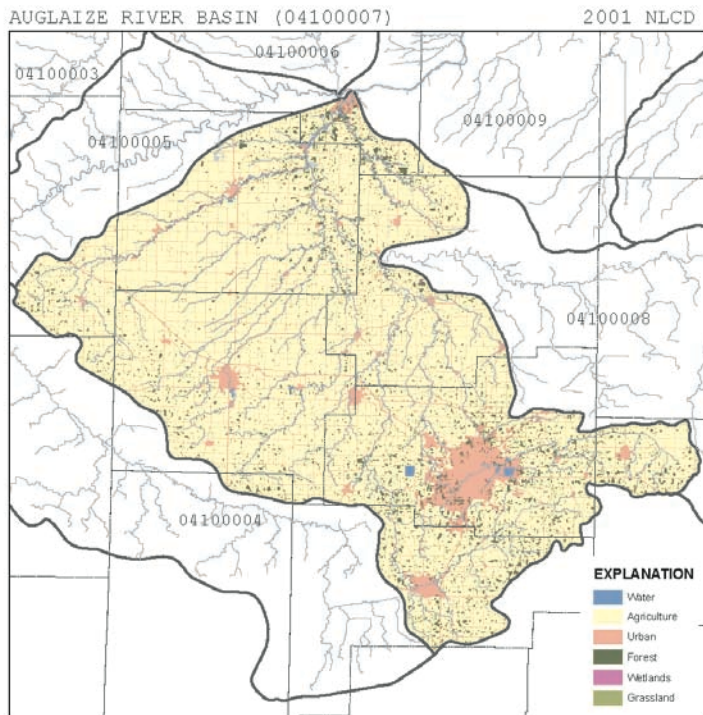 AUGLAIZE RIVER BASIN (04100007) 2001 NLCD
04100006
04100003
04100009
04100005
04100008
04100004
EXPLANATION
Water
Agriculture
Urban
Forest
Wetlands
Grassland